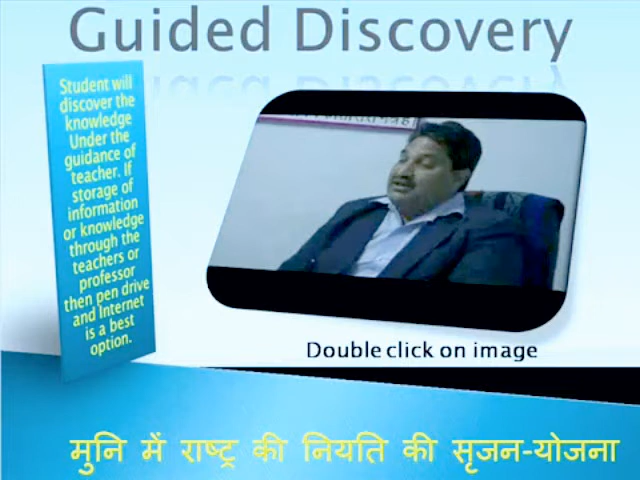 Guided Discovery
Student will
discover the
knowledge
Under the
guidance of
teacher. If
storage of
information
or knowledge
through the
teachers or
professor
then pen drive
and Internet
is a best
option.
Double click on image
मुनि में राष्ट्र की नियति की सृजन-योजना